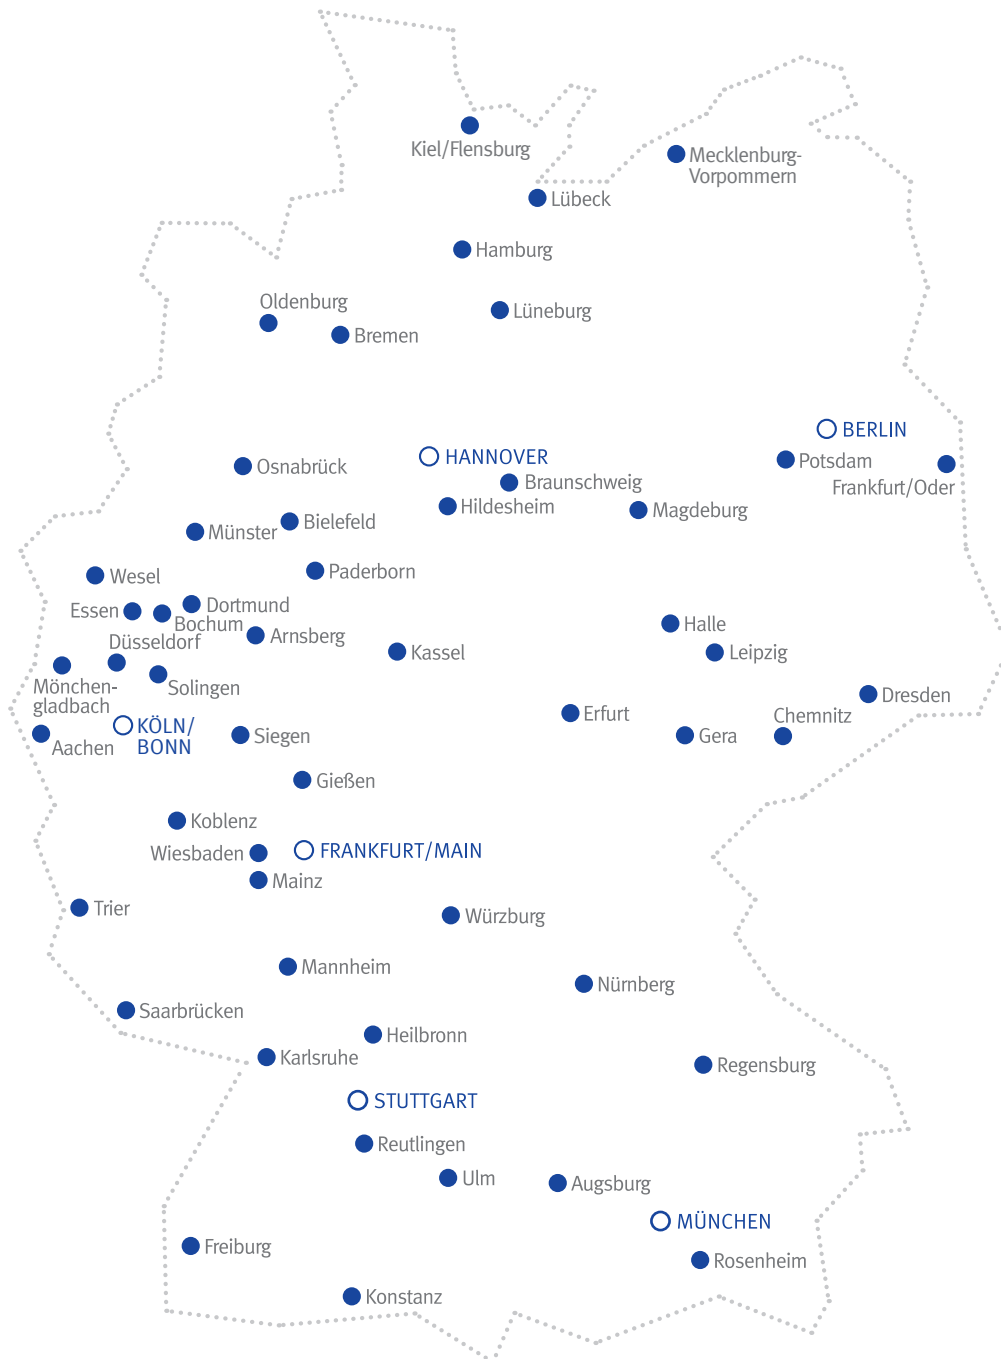 Kiel/Flensburg
Mecklenburg-
Vorpommern
Lübeck
Hamburg
Oldenburg
Lüneburg
Bremen
BERLIN
HANNOVER
Osnabrück
Potsdam
Braunschweig
Frankfurt/Oder
Hildesheim
Magdeburg
Bielefeld
Münster
Paderborn
Wesel
Dortmund
Essen
Bochum
Halle
Arnsberg
Düsseldorf
Kassel
Leipzig
Solingen
Mönchen-
gladbach
Dresden
Erfurt
Chemnitz
KÖLN/
BONN
Siegen
Gera
Aachen
Gießen
Koblenz
FRANKFURT/MAIN
Wiesbaden
Mainz
Trier
Würzburg
Mannheim
Nürnberg
Saarbrücken
Heilbronn
Karlsruhe
Regensburg
STUTTGART
Reutlingen
Ulm
Augsburg
MÜNCHEN
Freiburg
Rosenheim
Konstanz